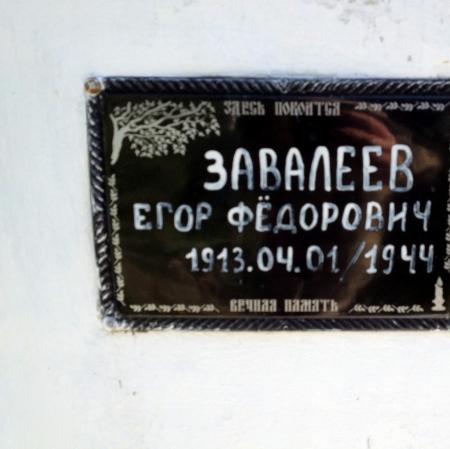 ЗДЕСЬ ПОКОИТСЯ
ЗАВАЛЕЕВ
ЕГОР ФЁДОРОВИЧ
1913.04.01/1944
ВЕЧНАЯ ПАМЯТЬ